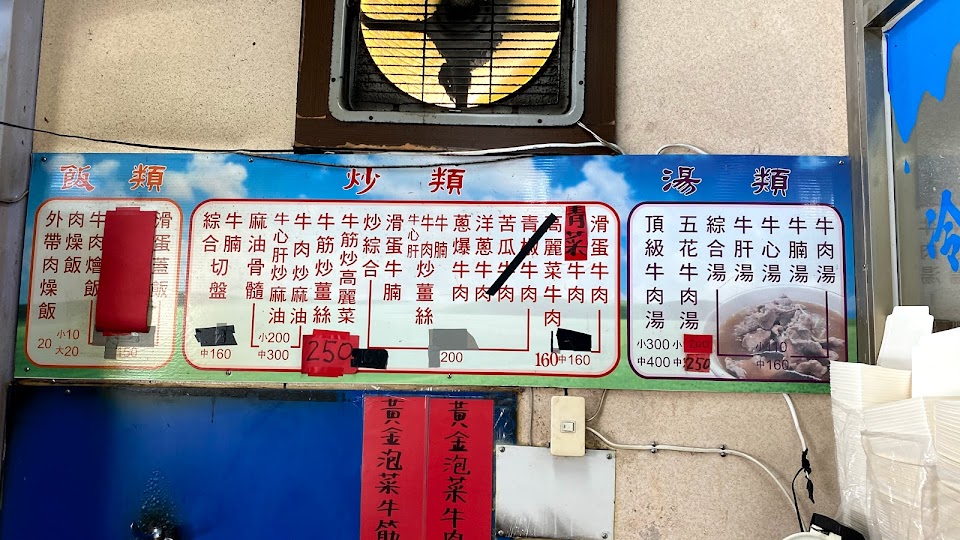 飯類
外帶肉燥飯
肉燥飯
牛肉燴飯
滑蛋蓋飯
20
小10
大20
150
炒類
綜合切盤
牛腩
麻油骨髓
牛心肝炒麻油
牛肉炒麻油
牛筋炒薑絲
牛筋炒高麗菜
炒綜合
滑蛋牛腩
牛心肝
牛肉
牛腩
炒薑絲
蔥爆牛肉
洋蔥牛肉
苦瓜牛肉
青椒牛肉
高麗菜牛肉
青菜牛肉
滑蛋牛肉
中160
小200
中300
250
200
160
中160
湯類
頂級牛肉湯
五花牛肉湯
綜合湯
牛肝湯
牛心湯
牛腩湯
牛肉湯
小300
中400
小
中250
小
中160
黃金泡菜牛筋
黃金泡菜牛肉
冷